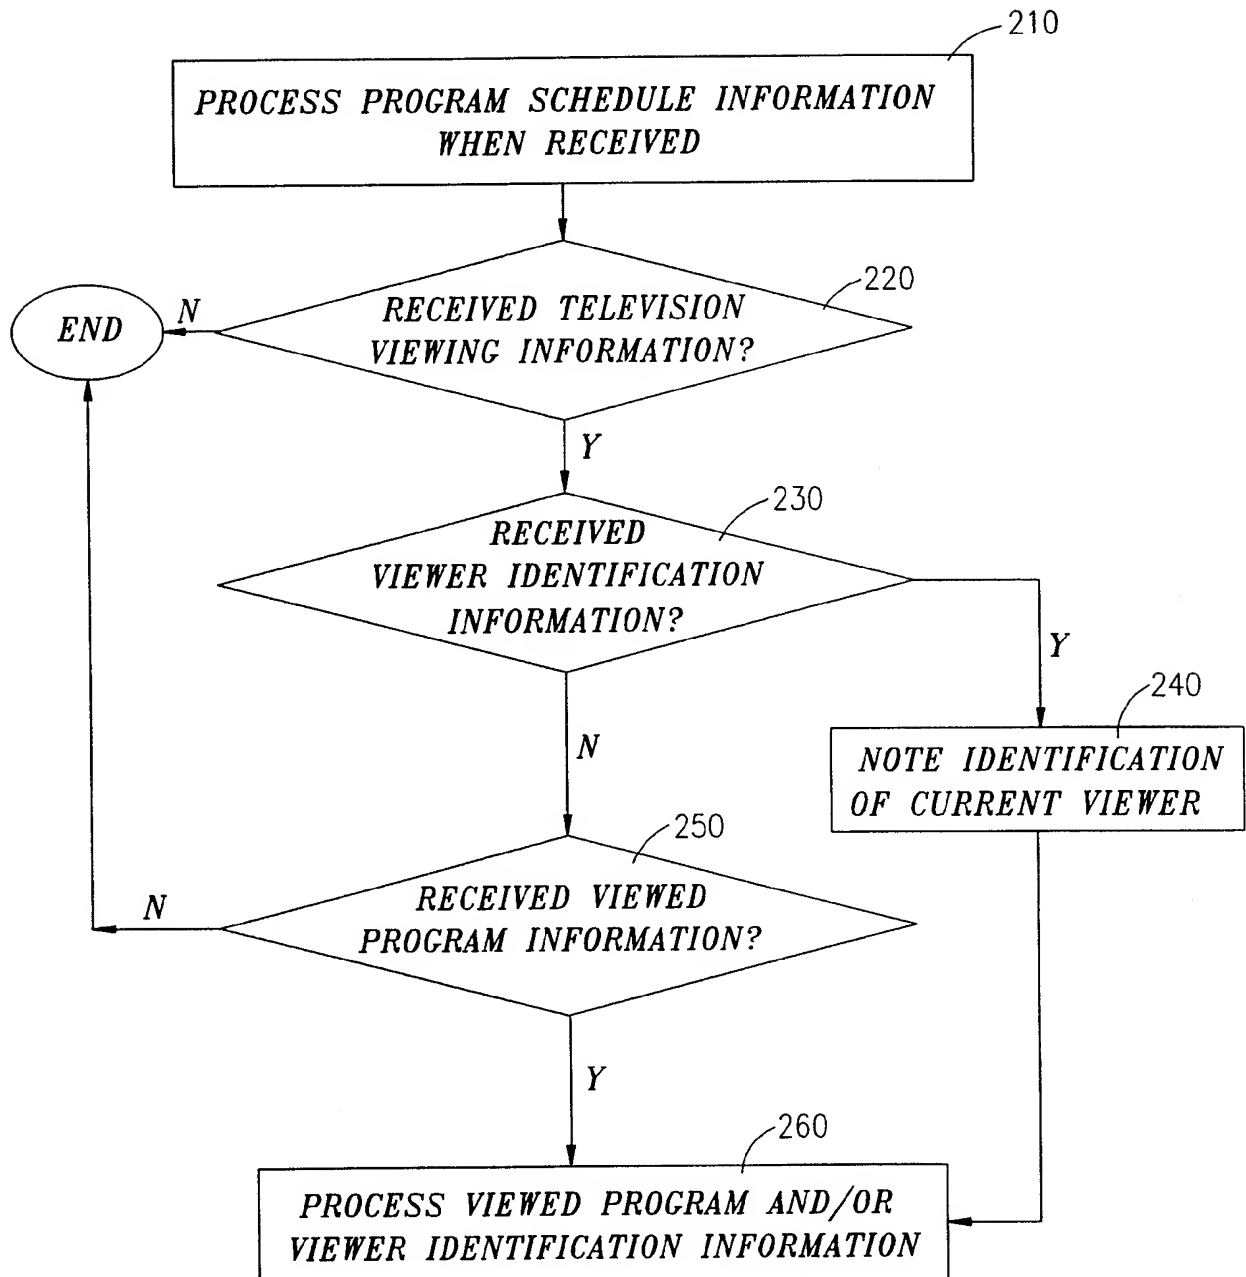 210
PROCESS PROGRAM SCHEDULE INFORMATION
WHEN RECEIVED
220
RECEIVED TELEVISION
VIEWING INFORMATION?
N
END
Y
230
RECEIVED
VIEWER IDENTIFICATION
INFORMATION?
Y
240
NOTE IDENTIFICATION
OF CURRENT VIEWER
N
250
RECEIVED VIEWED
PROGRAM INFORMATION?
N
Y
260
PROCESS VIEWED PROGRAM AND/OR
VIEWER IDENTIFICATION INFORMATION